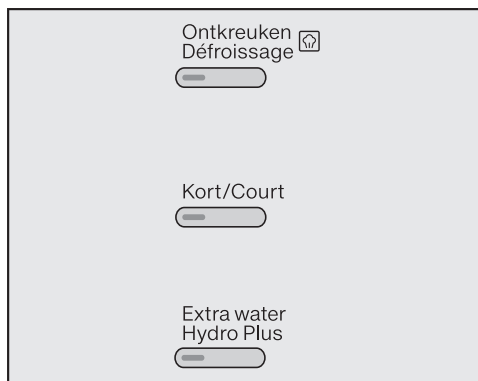 Ontkreuken
Défroissage
Kort/Court
Extra water
Hydro Plus